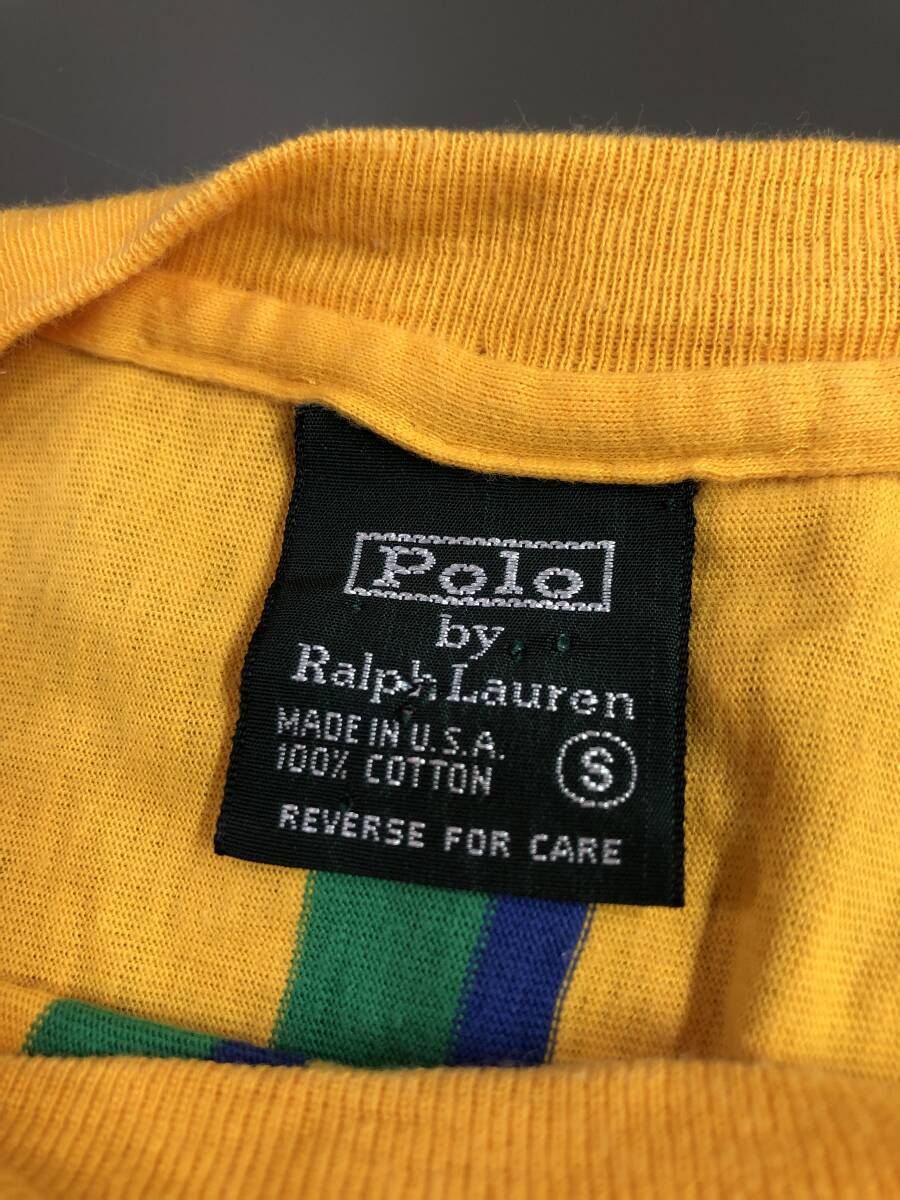 Polo
by
Ralph Lauren
MADE IN U.S.A.
100% COTTON
S
REVERSE FOR CARE